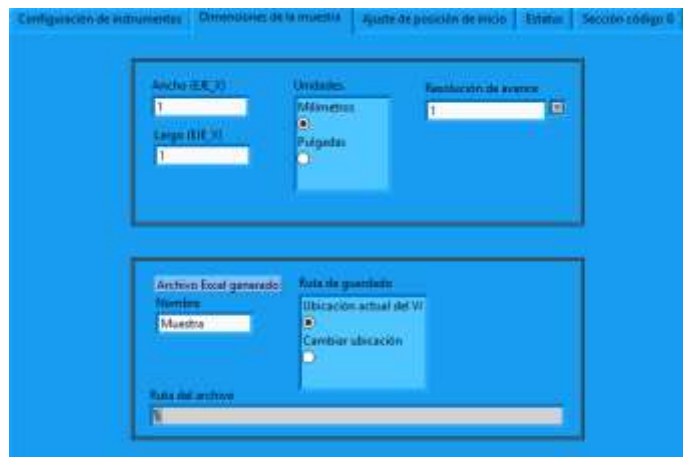 Configuración de instrumentos
Dimensiones de la muestra
Ajuste de posición de inicio
Estatus
Sección código G
Ancho (EJE_X)
1
Largo (EJE_Y)
1
Unidades
Milimetros
Pulgadas
Resolución de avance
1
Archivo Excel generado
Nombre
Muestra
Ruta de guardado
Ubicación actual del VI
Cambiar ubicación
Ruta del archivo